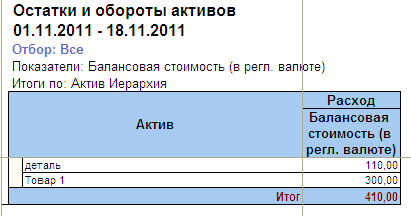 Остатки и обороты активов
01.11.2011 - 18.11.2011
Отбор: Все
Показатели: Балансовая стоимость (в регл. валюте)
Итоги по: Актив Иерархия
Актив
Расход
Балансовая
стоимость (в
регл. валюте)
деталь 110,00
Товар 1 300,00
Итог 410,00